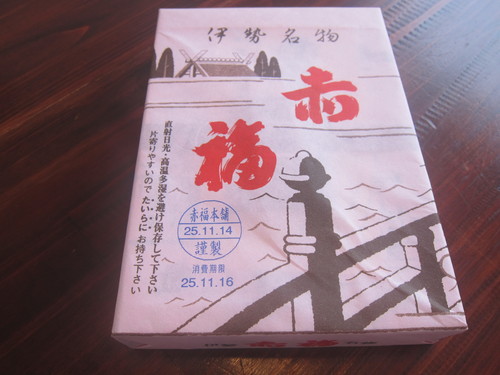 伊勢名物
赤福
直射日光・高温多湿を避け保存して下さい
片寄りやすいのでたいらにお持ち下さい
赤福本舗
25.11.14
謹製
消費期限
25.11.16
赤福